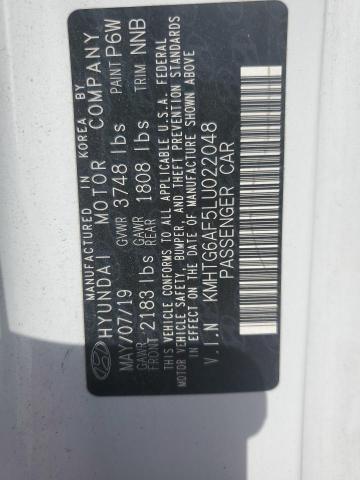 MANUFACTURED IN KOREA BY
HYUNDAI MOTOR COMPANY
MAY/07/19 GVWR 3748 lbs PAINT P6W
GAWR FRONT 2183 lbs GAWR REAR 1808 lbs TRIM NNB
THIS VEHICLE CONFORMS TO ALL APPLICABLE U.S.A. FEDERAL
MOTOR VEHICLE SAFETY, BUMPER, AND THEFT PREVENTION STANDARDS
IN EFFECT ON THE DATE OF MANUFACTURE SHOWN ABOVE
V.I.N KMHTG6AF5LU022048
PASSENGER CAR